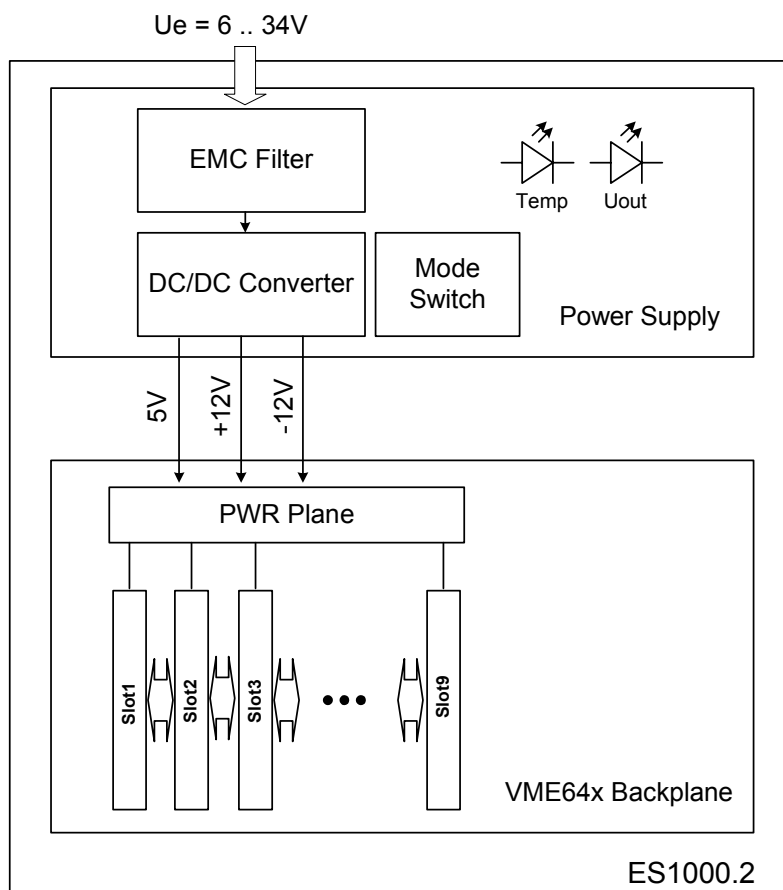 Ue = 6 .. 34V
EMC Filter
Temp
Uout
DC/DC Converter
Mode
Switch
Power Supply
5V
+12V
-12V
PWR Plane
Slot1
Slot2
Slot3
Slot9
VME64x Backplane
ES1000.2